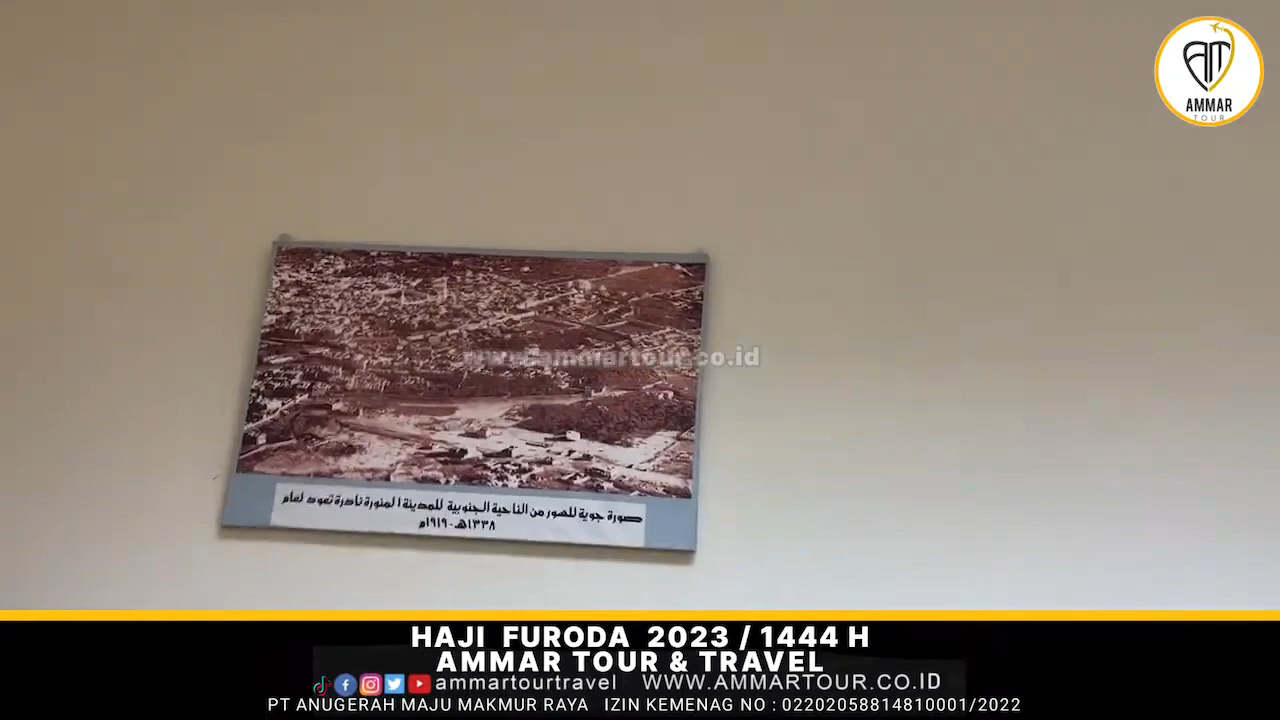 AMMAR
TOUR
www.ammartour.co.id
صورة جوية للسور من الناحية الجنوبية للمدينة المنورة نادرة تعود لعام
١٣٣٨هـ - ١٩١٩م
HAJI FURODA 2023 / 1444 H
AMMAR TOUR & TRAVEL
ammartourtravel WWW.AMMARTOUR.CO.ID
PT ANUGERAH MAJU MAKMUR RAYA IZIN KEMENAG NO : 02202058814810001/2022